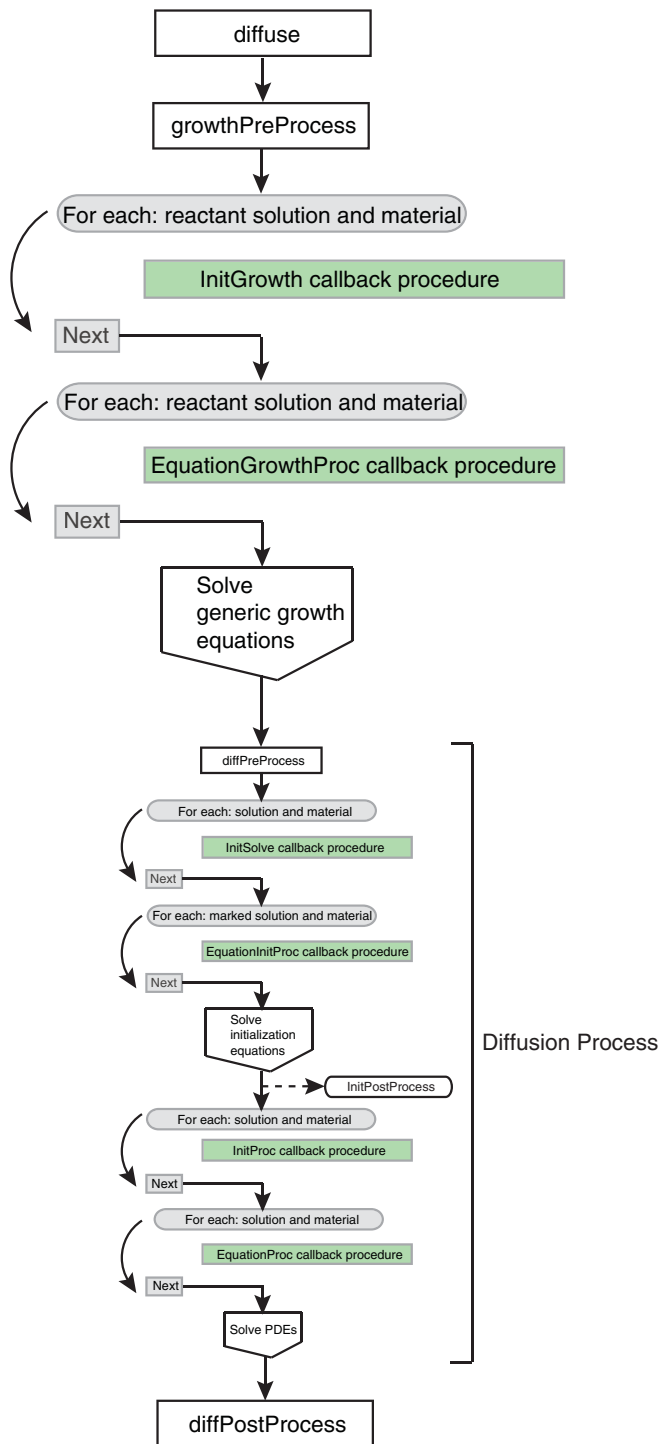 diffuse
growthPreProcess
For each: reactant solution and material
InitGrowth callback procedure
Next
For each: reactant solution and material
EquationGrowthProc callback procedure
Next
Solve
generic growth
equations
diffPreProcess
For each: solution and material
InitSolve callback procedure
Next
For each: marked solution and material
EquationInitProc callback procedure
Next
Solve
initialization
equations
Diffusion Process
InitPostProcess
For each: solution and material
InitProc callback procedure
Next
For each: solution and material
EquationProc callback procedure
Next
Solve PDEs
diffPostProcess